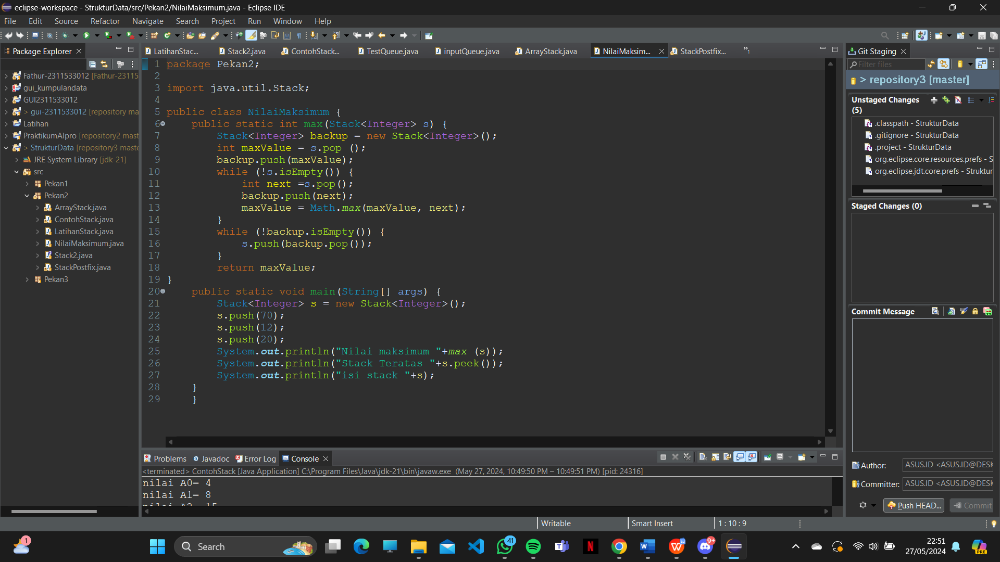 eclipse-workspace - StrukturData/src/Pekan2/NilaiMaksimum.java - Eclipse IDE
File Edit Source Refactor Navigate Search Project Run Window Help
Package Explorer
Fathur-2311533012 [Fathur-23115
gui_kumpulandata
GUI2311533012
> gui-2311533012 [repository ma
Latihan
PraktikumAlpro [repository2 mast
> StrukturData [repository3 maste
JRE System Library [jdk-21]
src
Pekan1
Pekan2
ArrayStack.java
ContohStack.java
LatihanStack.java
NilaiMaksimum.java
Stack2.java
StackPostfix.java
Pekan3
LatihanStac... Stack2.java ContohStack... TestQueue.java inputQueue.java ArrayStack.java NilaiMaksim... StackPostfix... »1
1 package Pekan2;
2
3 import java.util.Stack;
4
5 public class NilaiMaksimum {
6 public static int max(Stack<Integer> s) {
7 Stack<Integer> backup = new Stack<Integer>();
8 int maxValue = s.pop ();
9 backup.push(maxValue);
10 while (!s.isEmpty()) {
11 int next =s.pop();
12 backup.push(next);
13 maxValue = Math.max(maxValue, next);
14 }
15 while (!backup.isEmpty()) {
16 s.push(backup.pop());
17 }
18 return maxValue;
19 }
20 public static void main(String[] args) {
21 Stack<Integer> s = new Stack<Integer>();
22 s.push(70);
23 s.push(12);
24 s.push(20);
25 System.out.println("Nilai maksimum "+max (s));
26 System.out.println("Stack Teratas "+s.peek());
27 System.out.println("isi stack "+s);
28 }
29 }
Problems Javadoc Error Log Console
<terminated> ContohStack [Java Application] C:\Program Files\Java\jdk-21\bin\javaw.exe (May 27, 2024, 10:49:50 PM – 10:49:51 PM) [pid: 24316]
nilai A0= 4
nilai A1= 8
nilai A2= 15
Git Staging
Filter files
> repository3 [master]
Unstaged Changes
(5)
.classpath - StrukturData
.gitignore - StrukturData
.project - StrukturData
org.eclipse.core.resources.prefs - S
org.eclipse.jdt.core.prefs - Struktur
Staged Changes (0)
Commit Message
Author: ASUS.ID <ASUS.ID@DESK
Committer: ASUS.ID <ASUS.ID@DESK
Push HEAD... Commit
Writable Smart Insert 1 : 10 : 9
1
Search
41
9+
PRE
22:51
27/05/2024